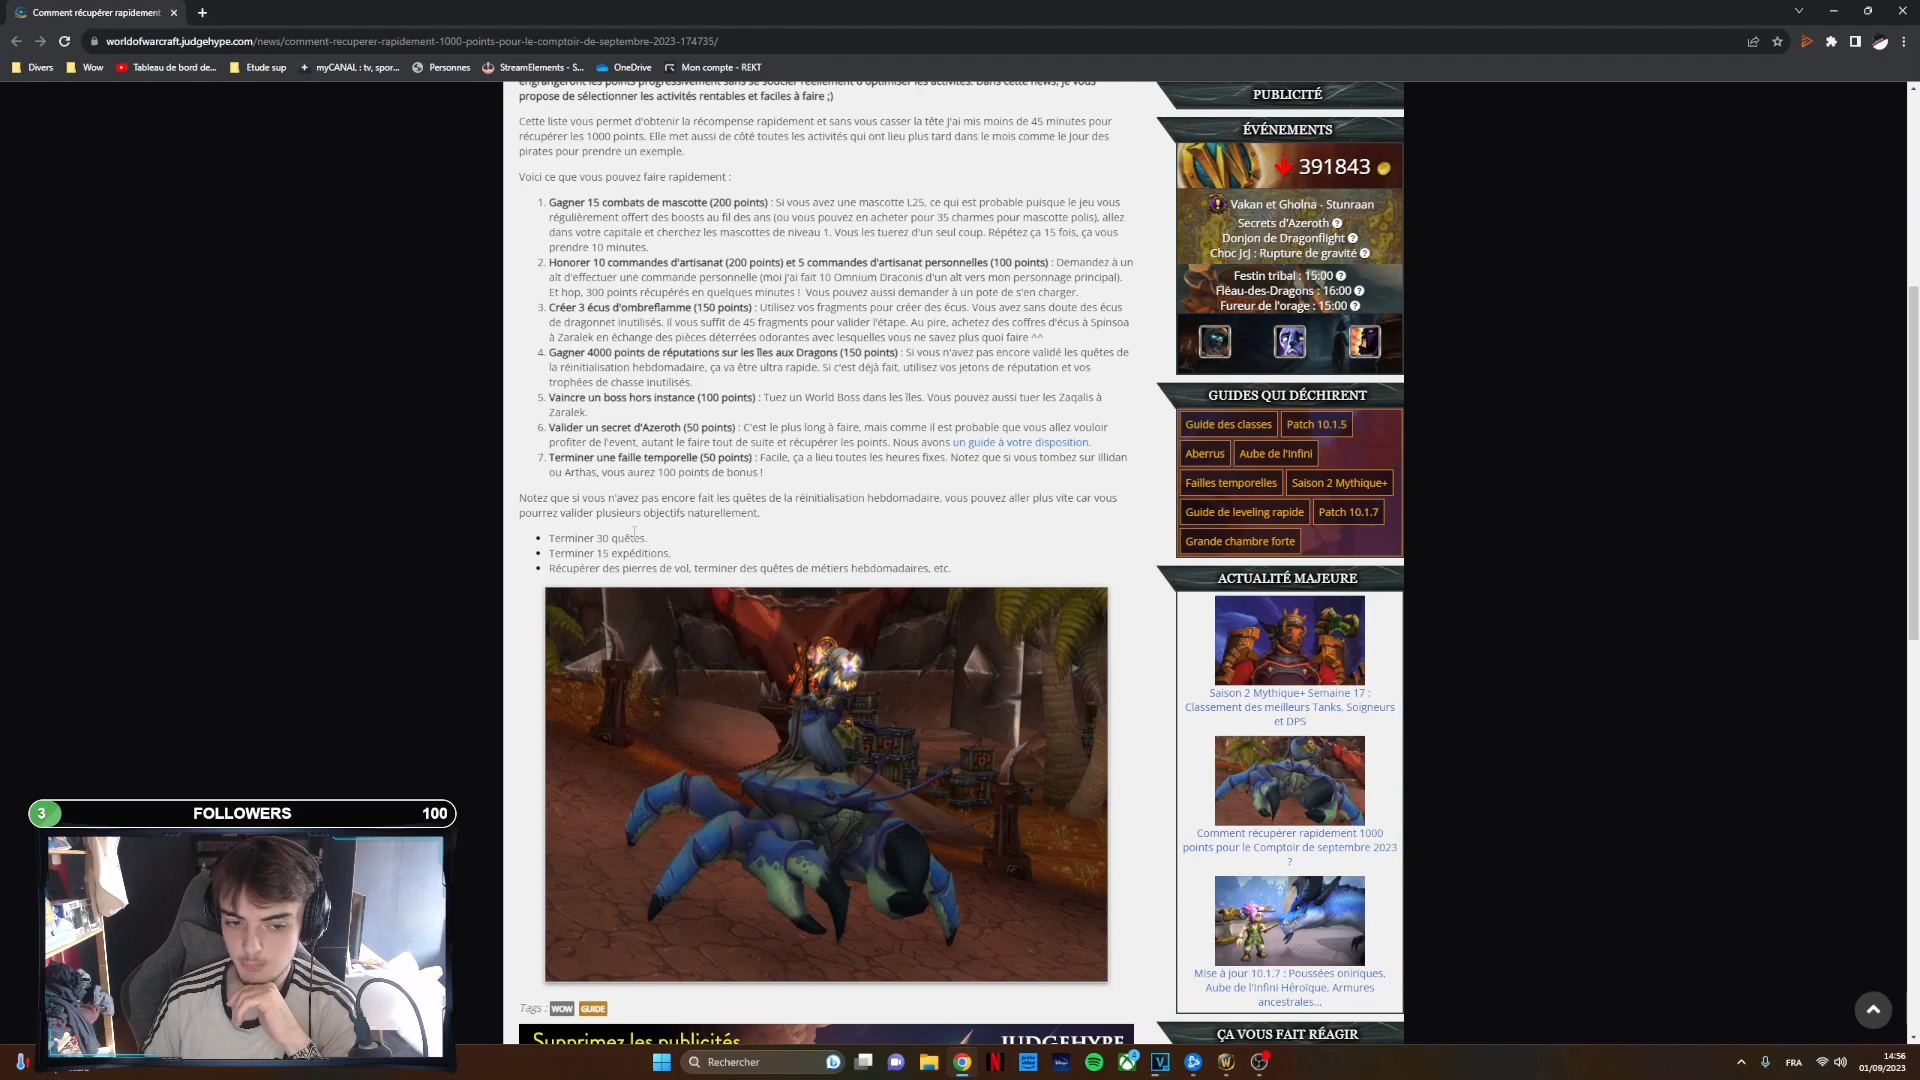 Comment récupérer rapidement
worldofwarcraft.judgehype.com/news/comment-recuperer-rapidement-1000-points-pour-le-comptoir-de-septembre-2023-174735/
Divers
Wow
Tableau de bord de...
Etude sup
myCANAL : tv, spor...
Personnes
StreamElements - S...
OneDrive
Mon compte - REKT
engrangeront les points progressivement sans se soucier réellement d'optimiser les activités. Dans cette news, je vous
propose de sélectionner les activités rentables et faciles à faire ;)
Cette liste vous permet d'obtenir la récompense rapidement et sans vous casser la tête J'ai mis moins de 45 minutes pour
récupérer les 1000 points. Elle met aussi de côté toutes les activités qui ont lieu plus tard dans le mois comme le Jour des
pirates pour prendre un exemple.
Voici ce que vous pouvez faire rapidement :
1. Gagner 15 combats de mascotte (200 points) : Si vous avez une mascotte L25, ce qui est probable puisque le jeu vous
régulièrement offert des boosts au fil des ans (ou vous pouvez en acheter pour 35 charmes pour mascotte polis), allez
dans votre capitale et cherchez les mascottes de niveau 1. Vous les tuerez d'un seul coup. Répétez ça 15 fois, ça vous
prendre 10 minutes.
2. Honorer 10 commandes d'artisanat (200 points) et 5 commandes d'artisanat personnelles (100 points) : Demandez à un
alt d'effectuer une commande personnelle (moi j'ai fait 10 Omnium Draconis d'un alt vers mon personnage principal).
Et hop, 300 points récupérés en quelques minutes ! Vous pouvez aussi demander à un pote de s'en charger.
3. Créer 3 écus d'ombreflamme (150 points) : Utilisez vos fragments pour créer des écus. Vous avez sans doute des écus
de dragonnet inutilisés. Il vous suffit de 45 fragments pour valider l'étape. Au pire, achetez des coffres d'écus à Spinsoa
à Zaralek en échange des pièces déterrées odorantes avec lesquelles vous ne savez plus quoi faire ^^
4. Gagner 4000 points de réputations sur les îles aux Dragons (150 points) : Si vous n'avez pas encore validé les quêtes de
la réinitialisation hebdomadaire, ça va être ultra rapide. Si c'est déjà fait, utilisez vos jetons de réputation et vos
trophées de chasse inutilisés.
5. Vaincre un boss hors instance (100 points) : Tuez un World Boss dans les îles. Vous pouvez aussi tuer les Zaqalis à
Zaralek.
6. Valider un secret d'Azeroth (50 points) : C'est le plus long à faire, mais comme il est probable que vous allez vouloir
profiter de l'event, autant le faire tout de suite et récupérer les points. Nous avons un guide à votre disposition.
7. Terminer une faille temporelle (50 points) : Facile, ça a lieu toutes les heures fixes. Notez que si vous tombez sur Illidan
ou Arthas, vous aurez 100 points de bonus !
Notez que si vous n'avez pas encore fait les quêtes de la réinitialisation hebdomadaire, vous pouvez aller plus vite car vous
pourrez valider plusieurs objectifs naturellement.
• Terminer 30 quêtes.
• Terminer 15 expéditions.
• Récupérer des pierres de vol, terminer des quêtes de métiers hebdomadaires, etc.
Tags : WOW GUIDE
Supprimez les publicités
JUDGEHYPE
PUBLICITÉ
ÉVÉNEMENTS
391843
Vakan et Gholna - Stunraan
Secrets d'Azeroth
Donjon de Dragonflight
Choc JcJ : Rupture de gravité
Festin tribal : 15:00
Fléau-des-Dragons : 16:00
Fureur de l'orage : 15:00
GUIDES QUI DÉCHIRENT
Guide des classes
Patch 10.1.5
Aberrus
Aube de l'Infini
Failles temporelles
Saison 2 Mythique+
Guide de leveling rapide
Patch 10.1.7
Grande chambre forte
ACTUALITÉ MAJEURE
Saison 2 Mythique+ Semaine 17 :
Classement des meilleurs Tanks, Soigneurs
et DPS
Comment récupérer rapidement 1000
points pour le Comptoir de septembre 2023
?
Mise à jour 10.1.7 : Poussées oniriques,
Aube de l'Infini Héroïque, Armures
ancestrales...
ÇA VOUS FAIT RÉAGIR
3
FOLLOWERS
100
Rechercher
FRA
14:56
01/09/2023